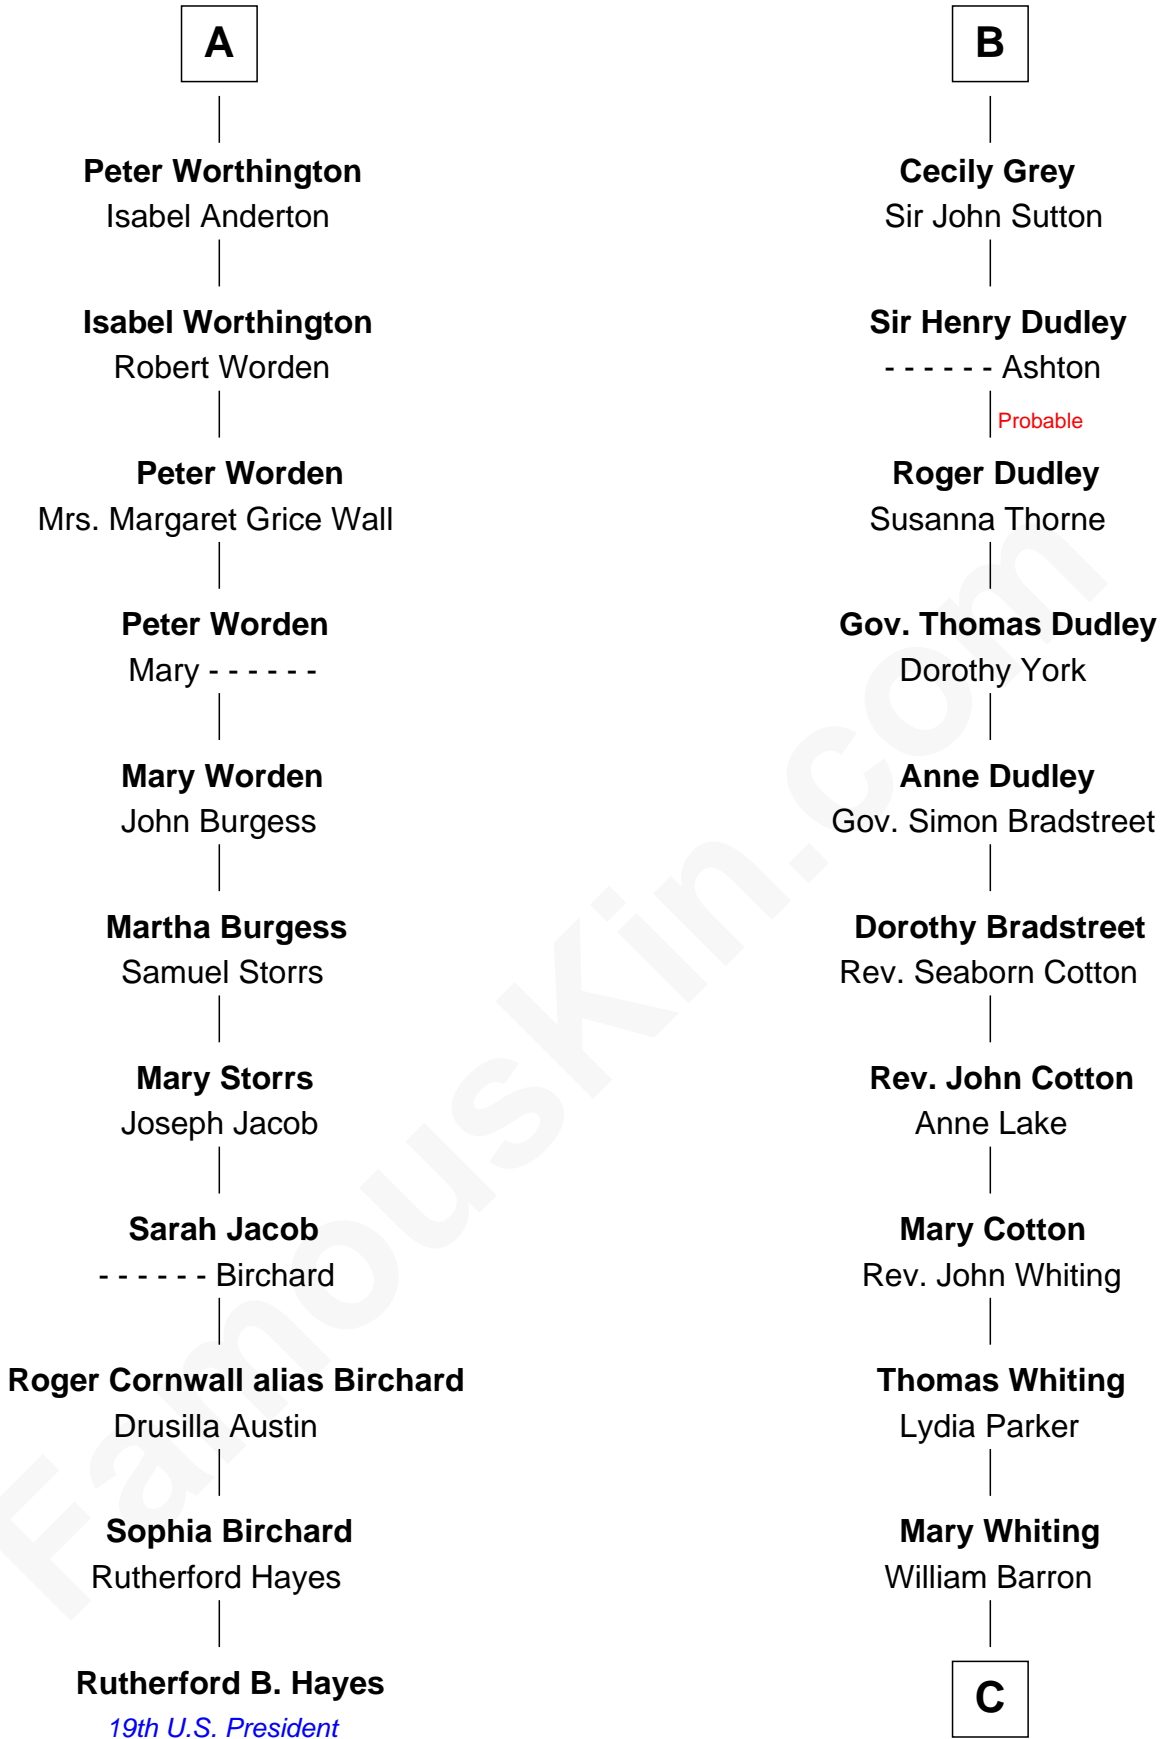 A
Peter Worthington
Isabel Anderton
Isabel Worthington
Robert Worden
Peter Worden
Mrs. Margaret Grice Wall
Peter Worden
Mary - - - - - -
Mary Worden
John Burgess
Martha Burgess
Samuel Storrs
Mary Storrs
Joseph Jacob
Sarah Jacob
- - - - - - Birchard
Roger Cornwall alias Birchard
Drusilla Austin
Sophia Birchard
Rutherford Hayes
Rutherford B. Hayes
19th U.S. President
B
Cecily Grey
Sir John Sutton
Sir Henry Dudley
- - - - - - Ashton
Probable
Roger Dudley
Susanna Thorne
Gov. Thomas Dudley
Dorothy York
Anne Dudley
Gov. Simon Bradstreet
Dorothy Bradstreet
Rev. Seaborn Cotton
Rev. John Cotton
Anne Lake
Mary Cotton
Rev. John Whiting
Thomas Whiting
Lydia Parker
Mary Whiting
William Barron
C
FamousKin.com